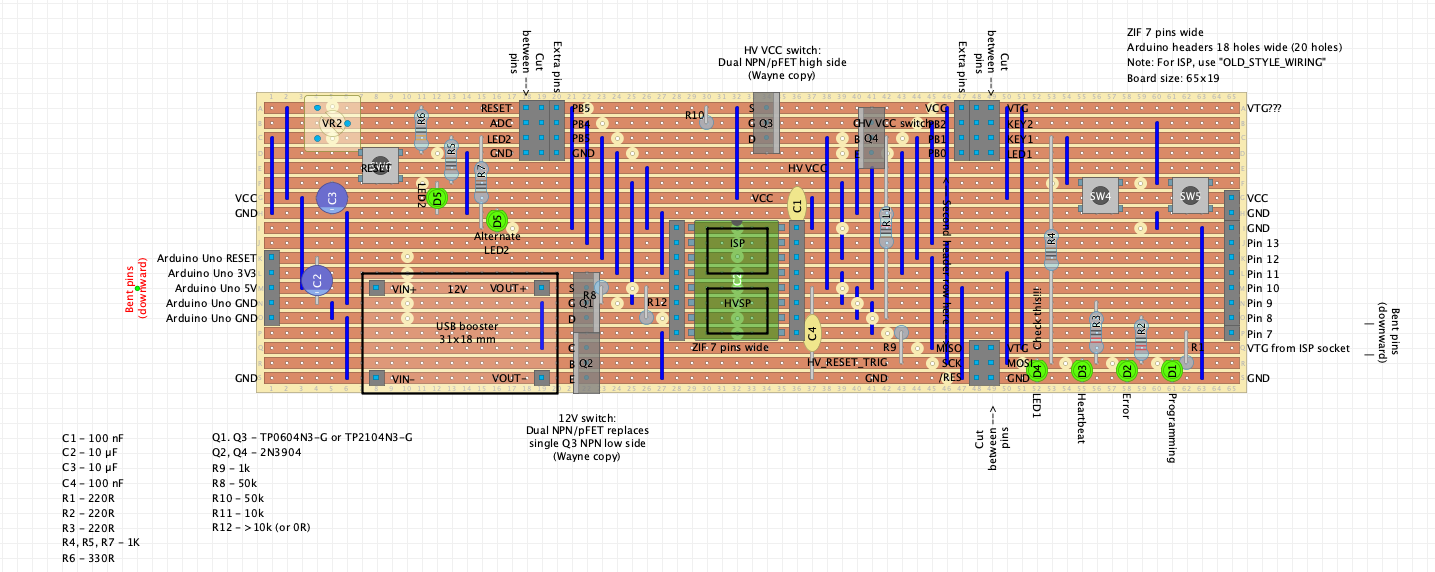 ZIF 7 pins wide
Arduino headers 18 holes wide (20 holes)
Note: For ISP, use "OLD_STYLE_WIRING"
Board size: 65x19
HV VCC switch:
Dual NPN/pFET high side
(Wayne copy)
Cut
between -->
pins
Extra pins
Extra pins
Cut
between -->
pins
VR2
R6
R5
R7
RESET
ADC
LED2
GND
PB5
PB4
PB3
GND
R10
S
G
D
Q3
HV VCC switch
C
B
Q4
VCC
PB2
PB1
PB0
VTG
KEY2
KEY1
LED1
VTG???
RESET
HV VCC
VCC
GND
C3
LED2
D5
D5
Alternate
LED2
VCC
C1
R11
Second header row here -->
SW4
SW5
VCC
GND
GND
Pin 13
Pin 12
Pin 11
Pin 10
Pin 9
Pin 8
Pin 7
VTG from ISP socket
GND
Arduino Uno RESET
Arduino Uno 3V3
Arduino Uno 5V
Arduino Uno GND
Arduino Uno GND
GND
Bent pins
(downward)
C2
VIN+
12V
VOUT+
USB booster
31x18 mm
VIN-
VOUT-
S
G
D
Q1
R8
R12
C
B
E
Q2
ISP
HVSP
ZIF 7 pins wide
C4
R9
HV_RESET_TRIG
GND
MISO
SCK
/RES
VTG
MOSI
GND
Check this!!!!
R4
R3
R2
R1
D4
D3
D2
D1
LED1
Heartbeat
Error
Programming
Bent pins
(downward)
12V switch:
Dual NPN/pFET replaces
single Q3 NPN low side
(Wayne copy)
Cut
between -->
pins
C1 - 100 nF
C2 - 10 µF
C3 - 10 µF
C4 - 100 nF
R1 - 220R
R2 - 220R
R3 - 220R
R4, R5, R7 - 1K
R6 - 330R
Q1. Q3 - TP0604N3-G or TP2104N3-G
Q2, Q4 - 2N3904
R9 - 1k
R8 - 50k
R10 - 50k
R11 - 10k
R12 - >10k (or 0R)